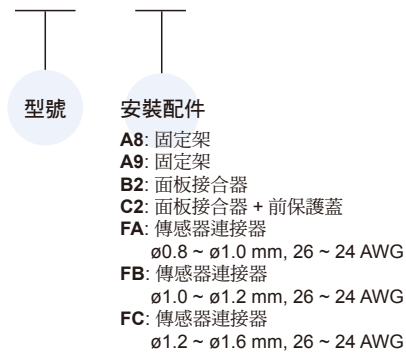 型號
安裝配件
A8: 固定架
A9: 固定架
B2: 面板接合器
C2: 面板接合器 + 前保護蓋
FA: 傳感器連接器
ø0.8 ~ ø1.0 mm, 26 ~ 24 AWG
FB: 傳感器連接器
ø1.0 ~ ø1.2 mm, 26 ~ 24 AWG
FC: 傳感器連接器
ø1.2 ~ ø1.6 mm, 26 ~ 24 AWG